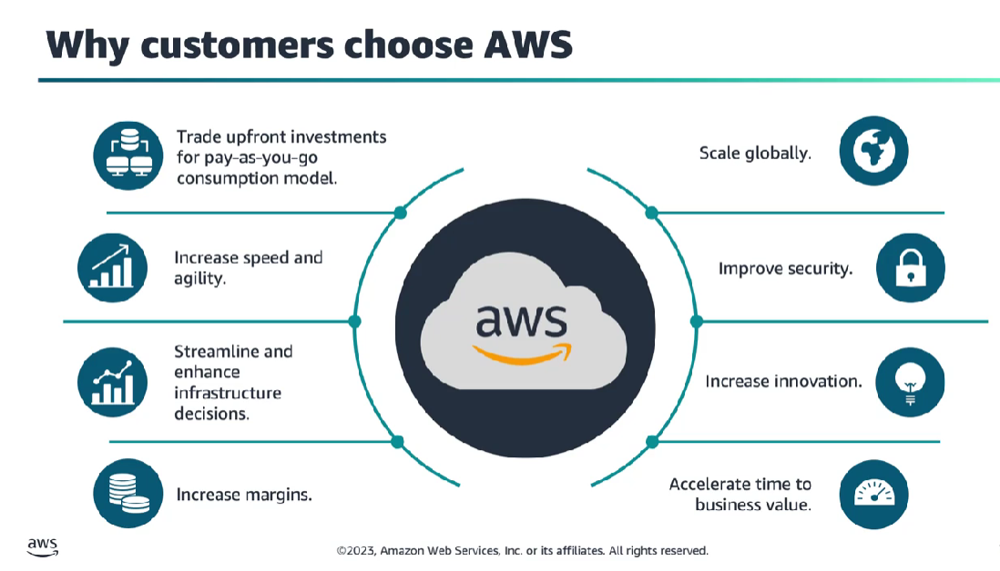 Why customers choose AWS
Trade upfront investments
for pay-as-you-go
consumption model.
Increase speed and
agility.
Streamline and
enhance
infrastructure
decisions.
Increase margins.
aws
Scale globally.
Improve security.
Increase innovation.
Accelerate time to
business value.
aws
©2023, Amazon Web Services, Inc. or its affiliates. All rights reserved.